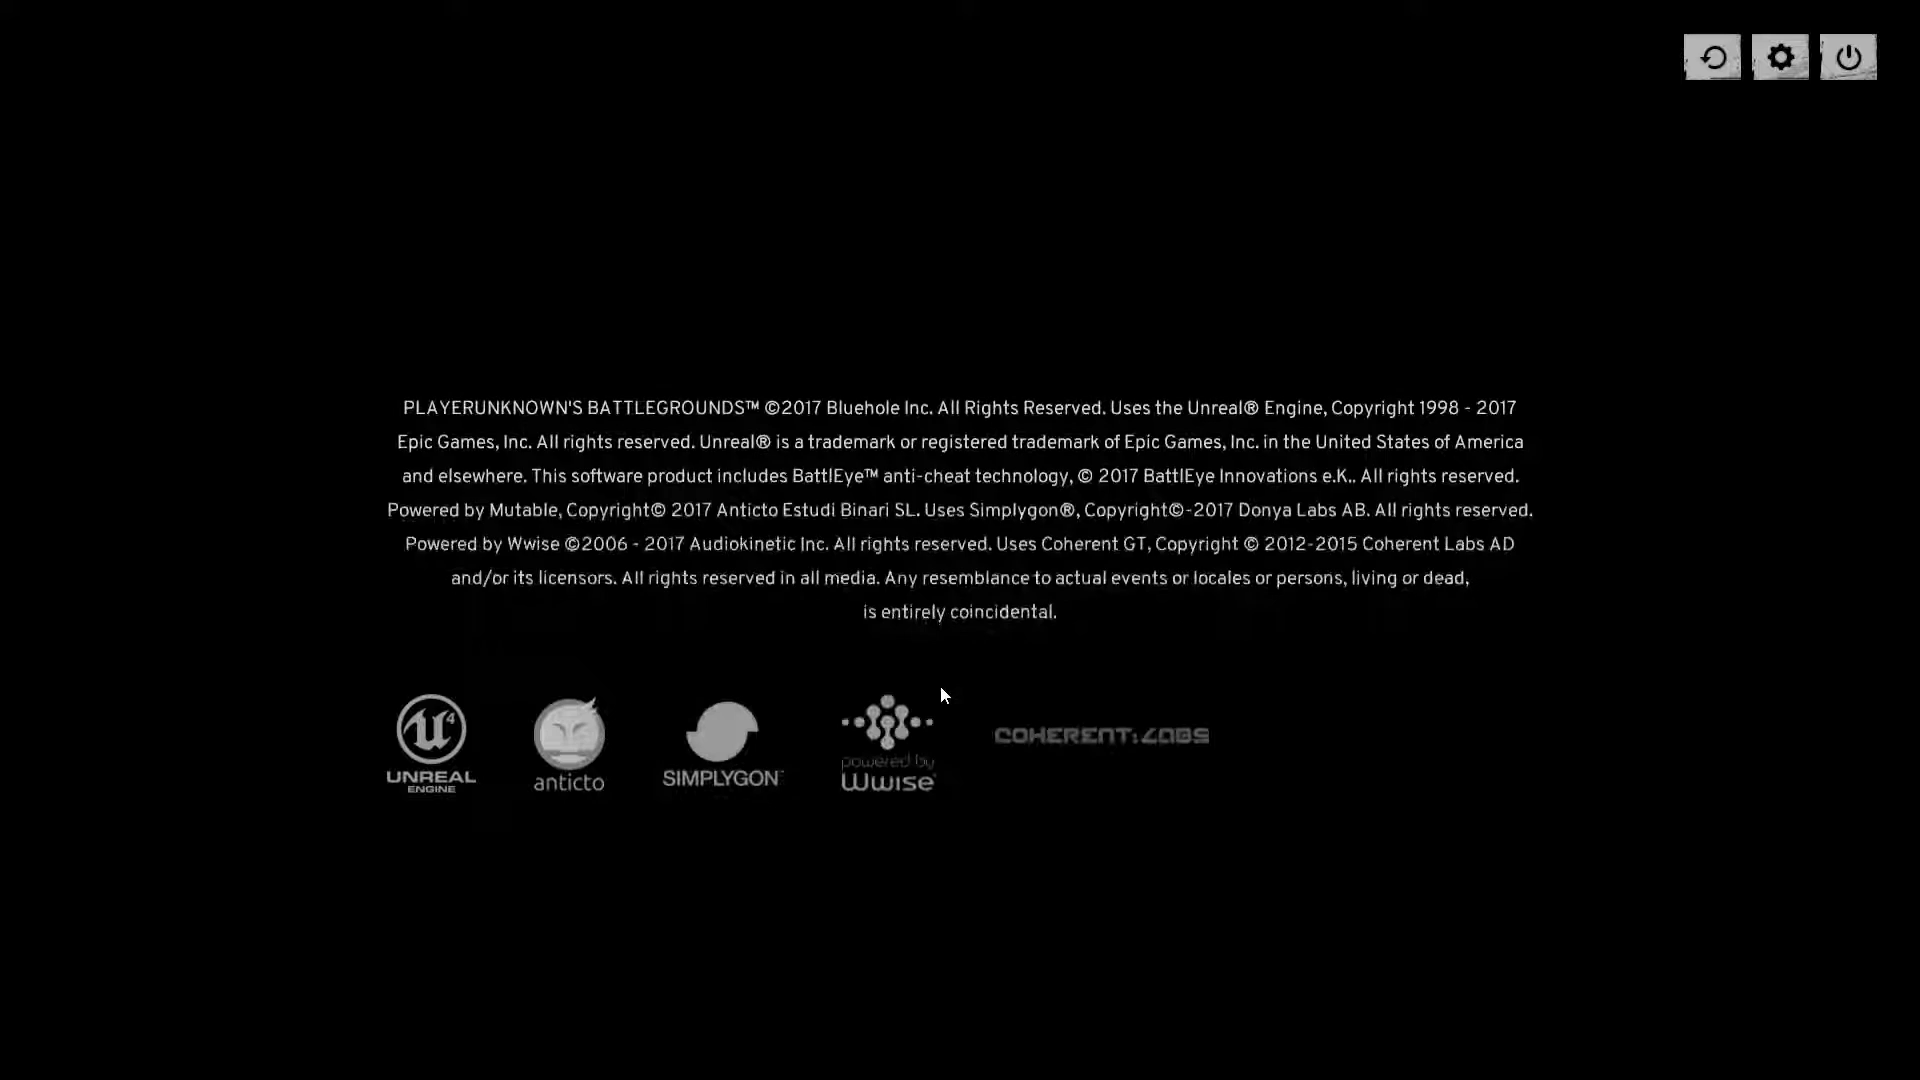 PLAYERUNKNOWN'S BATTLEGROUNDS™ ©2017 Bluehole Inc. All Rights Reserved. Uses the Unreal® Engine, Copyright 1998 - 2017
Epic Games, Inc. All rights reserved. Unreal® is a trademark or registered trademark of Epic Games, Inc. in the United States of America
and elsewhere. This software product includes BattlEye™ anti-cheat technology, © 2017 BattlEye Innovations e.K.. All rights reserved.
Powered by Mutable, Copyright© 2017 Anticto Estudi Binari SL. Uses Simplygon®, Copyright©-2017 Donya Labs AB. All rights reserved.
Powered by Wwise ©2006 - 2017 Audiokinetic Inc. All rights reserved. Uses Coherent GT, Copyright © 2012-2015 Coherent Labs AD
and/or its licensors. All rights reserved in all media. Any resemblance to actual events or locales or persons, living or dead,
is entirely coincidental.
U4
UNREAL
ENGINE
anticto
SIMPLYGON™
powered by
Wwise®
COHERENT:LABS